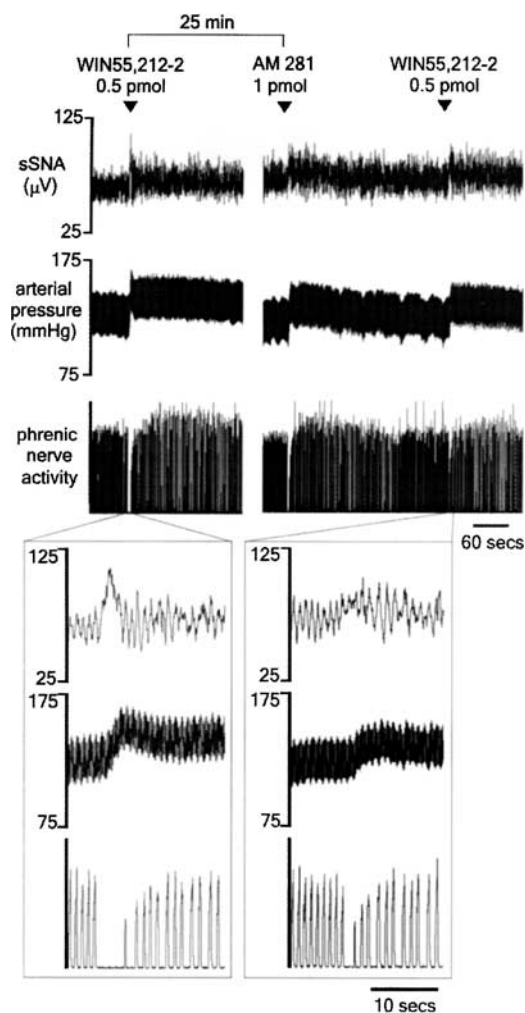 25 min
WIN55,212-2 AM 281 WIN55,212-2
0.5 pmol 1 pmol 0.5 pmol
125
sSNA
(μV)
25
175
arterial
pressure
(mmHg)
75
phrenic
nerve
activity
60 secs
125 125
25 25
175 175
75 75
10 secs